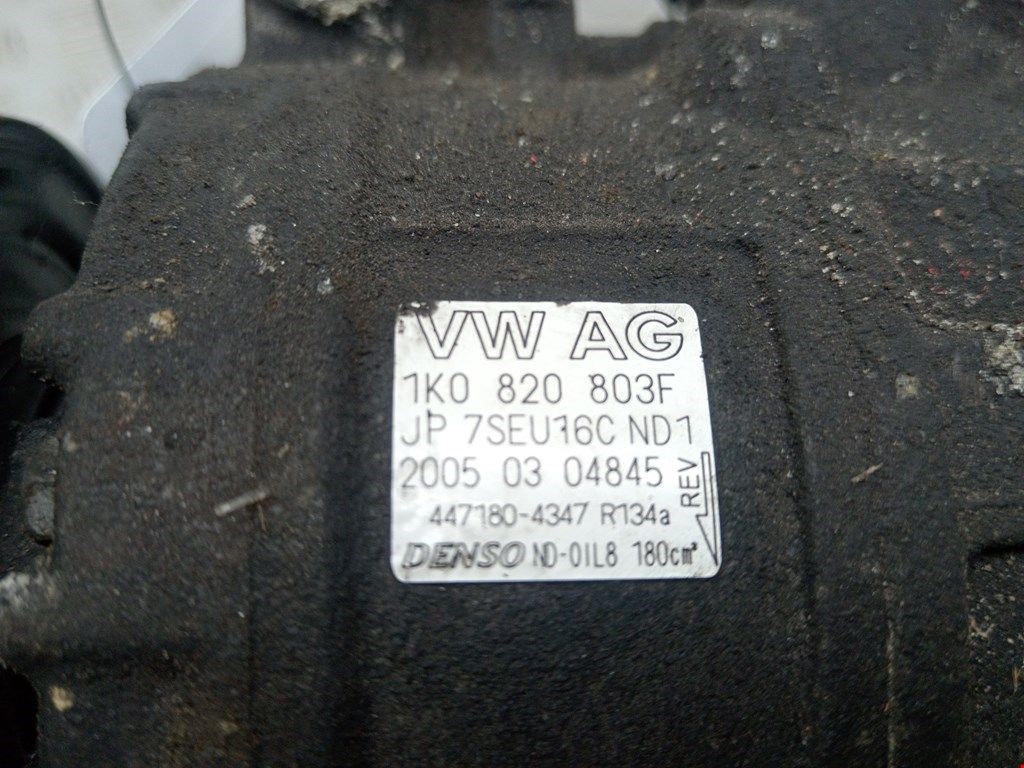 VW AG
1K0 820 803F
JP 7SEU16C ND1
2005 03 04845
REV
447180-4347 R134a
DENSO ND-OIL8 180cm³